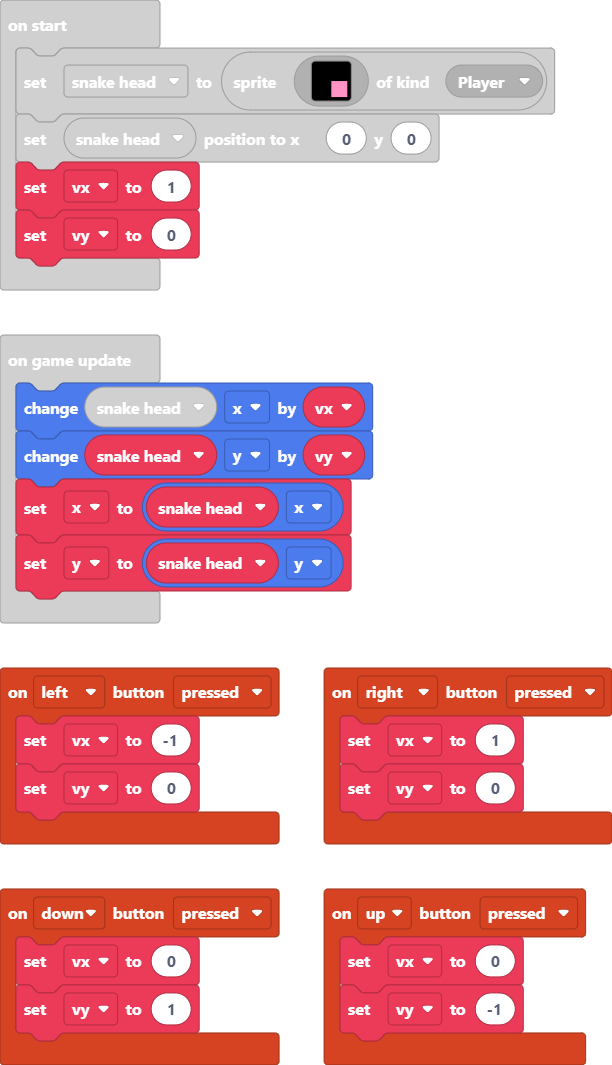 on start
set snake head to sprite of kind Player
set snake head position to x 0 y 0
set vx to 1
set vy to 0
on game update
change snake head x by vx
change snake head y by vy
set x to snake head x
set y to snake head y
on left button pressed
set vx to -1
set vy to 0
on right button pressed
set vx to 1
set vy to 0
on down button pressed
set vx to 0
set vy to 1
on up button pressed
set vx to 0
set vy to -1